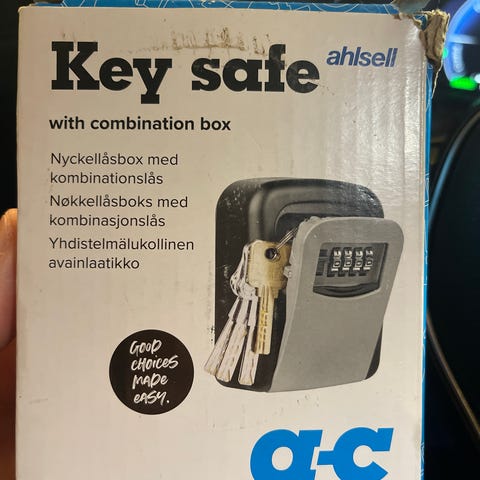 Key safe
ahlsell
with combination box
Nyckellåsbox med
kombinationslås
Nøkkellåsboks med
kombinasjonslås
Yhdistelmälukollinen
avainlaatikko
GOOD
CHOICES
MADE
EASY.
a-c